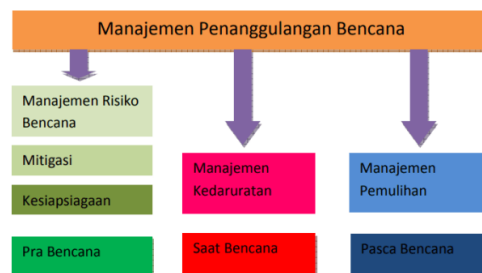 Manajemen Penanggulangan Bencana
Manajemen Risiko
Bencana
Mitigasi
Kesiapsiagaan
Pra Bencana
Manajemen
Kedaruratan
Saat Bencana
Manajemen
Pemulihan
Pasca Bencana